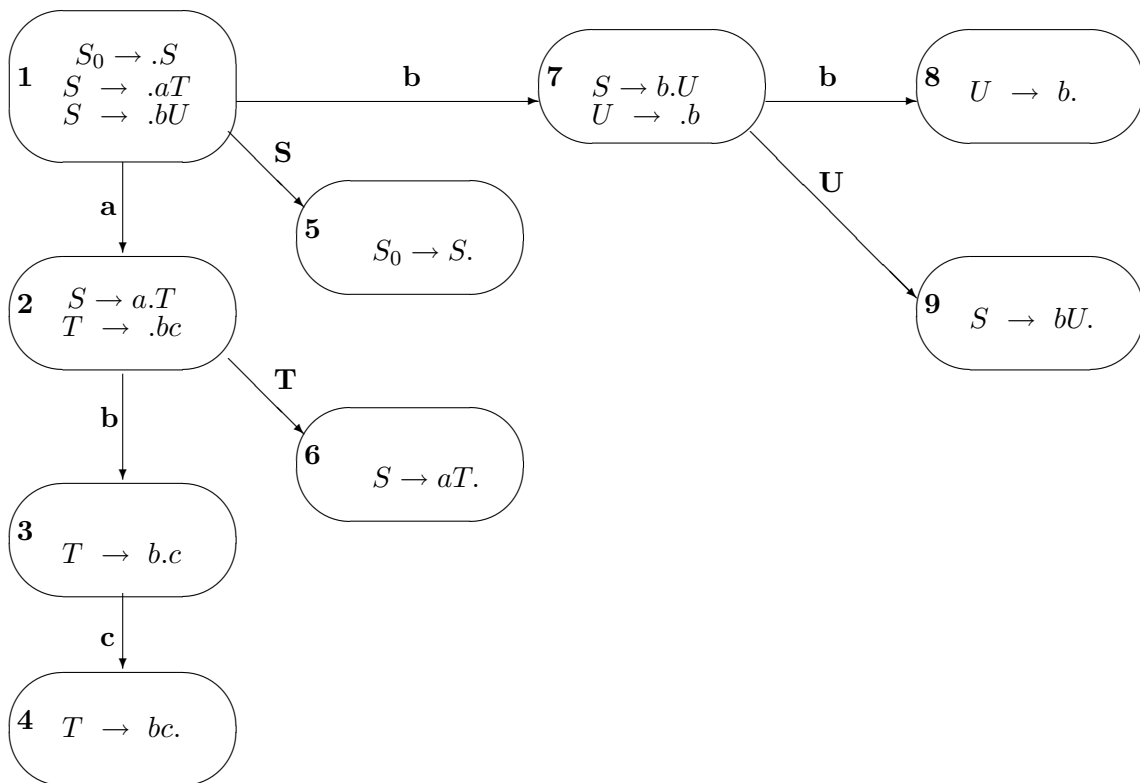 1
S₀ → .S
S → .aT
S → .bU
b
7
S → b.U
U → .b
b
8
U → b.
S
a
5
S₀ → S.
U
2
S → a.T
T → .bc
9
S → bU.
T
b
6
S → aT.
3
T → b.c
c
4
T → bc.